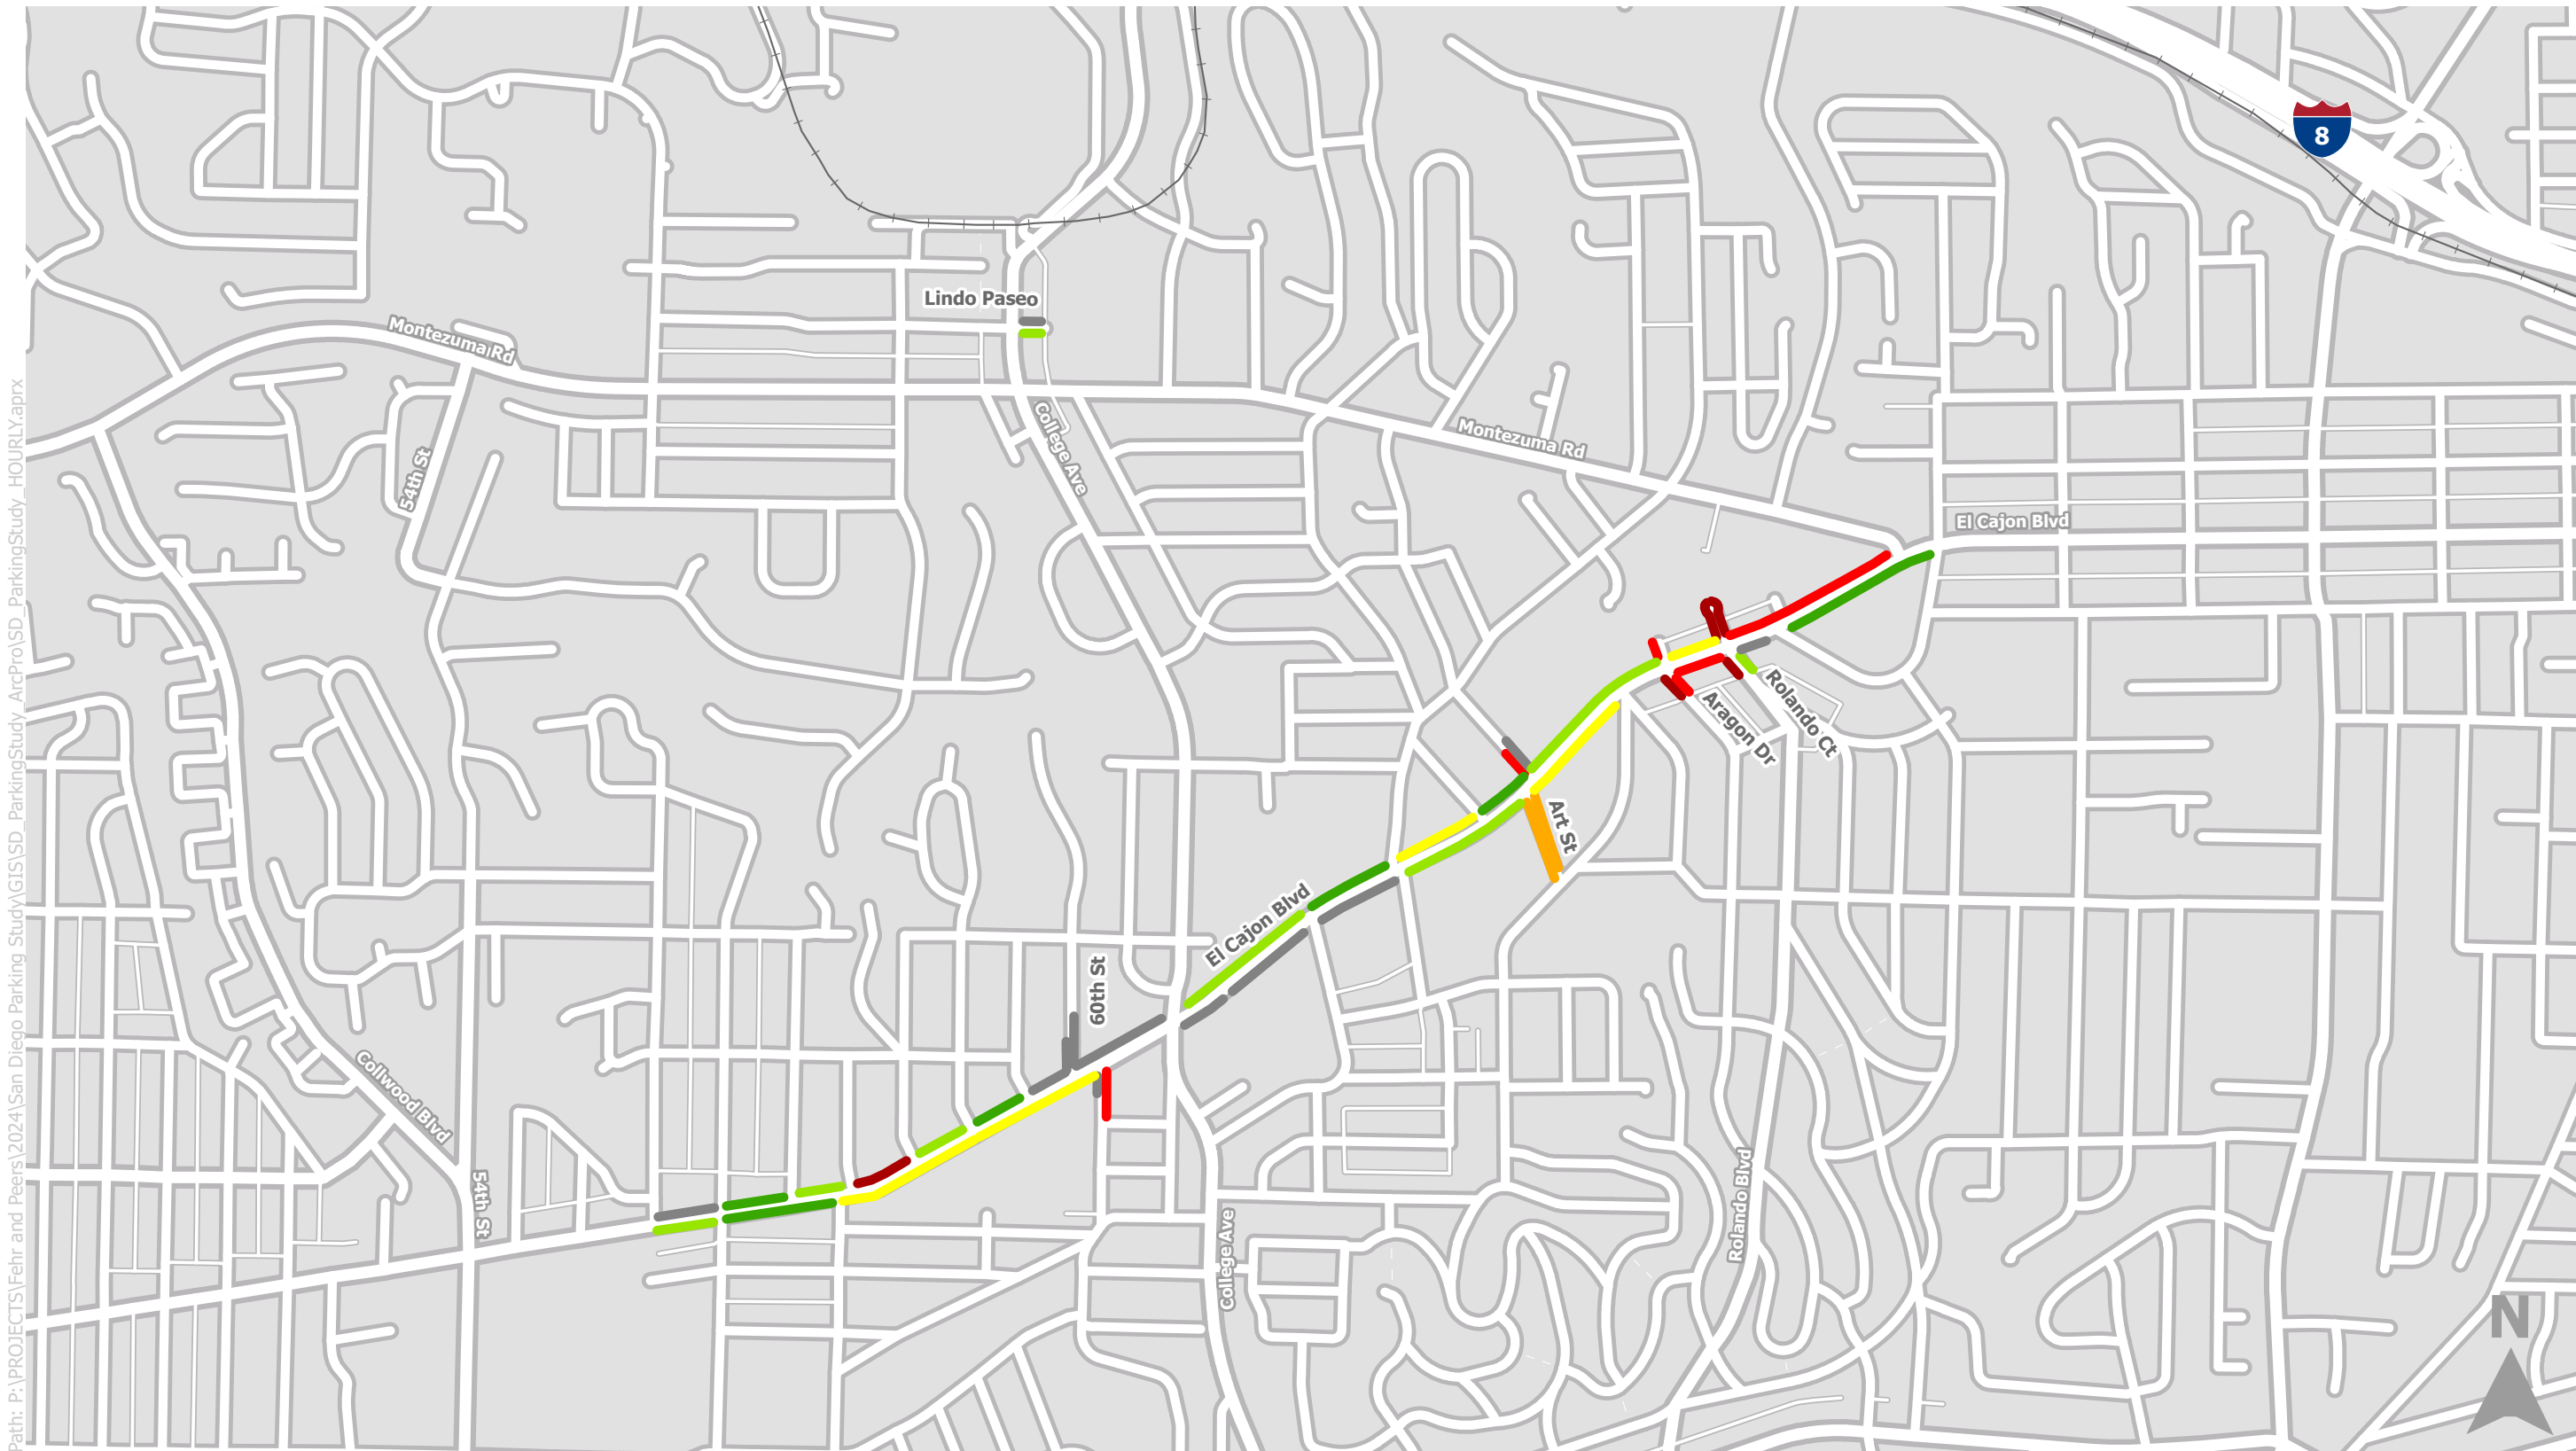 8
Lindo Paseo
Montezuma Rd
College Ave
54th St
Montezuma Rd
El Cajon Blvd
Rolando Ct
Aragon Dr
Art St
El Cajon Blvd
60th St
Collwood Blvd
54th St
College Ave
Rolando Blvd
N
Path: P:\PROJECTS\Fehr and Peers\2024\San Diego Parking Study\GIS\SD_ParkingStudy_ArcPro\SD_ParkingStudy_HOURLY.aprx